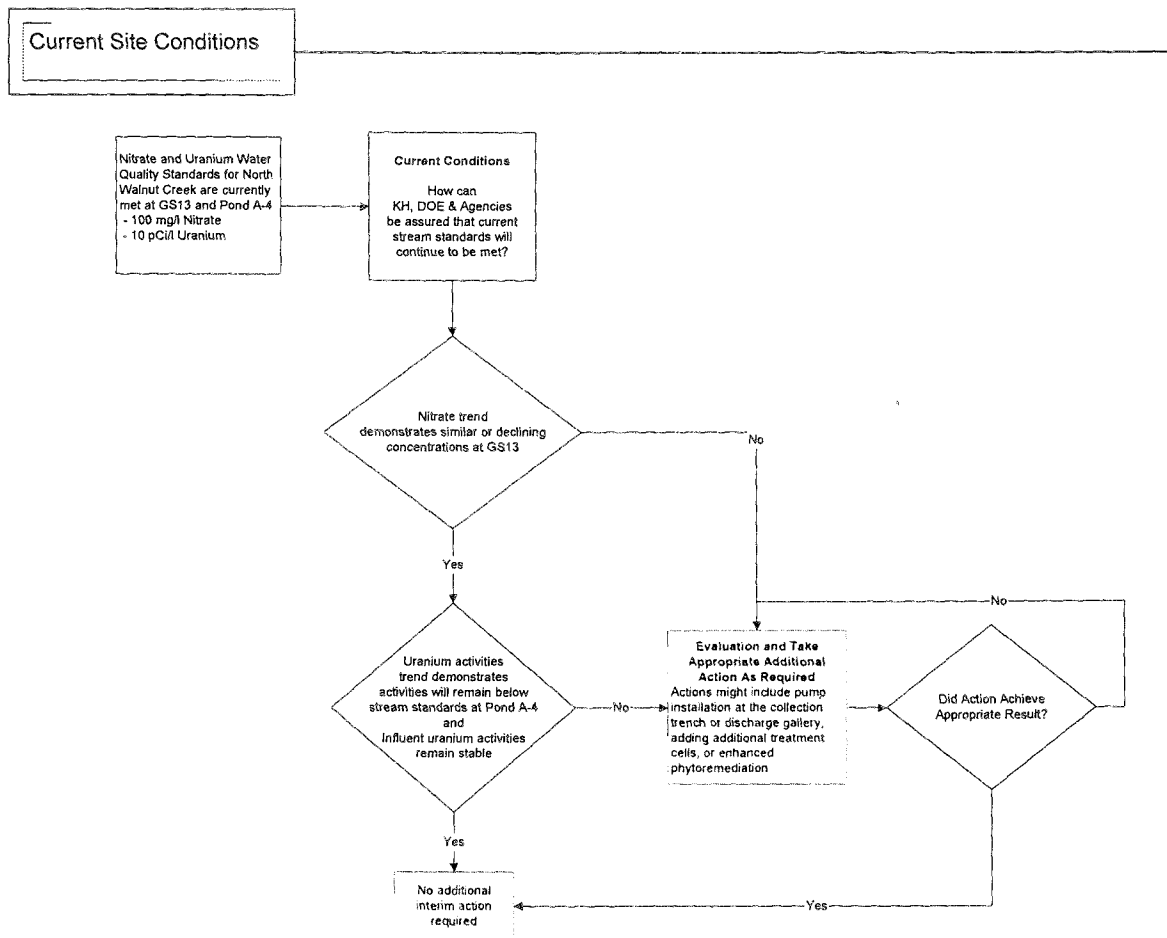 Current Site Conditions
Nitrate and Uranium Water
Quality Standards for North
Walnut Creek are currently
met at GS13 and Pond A-4
- 100 mg/l Nitrate
- 10 pCi/l Uranium
Current Conditions
How can
KH, DOE & Agencies
be assured that current
stream standards will
continue to be met?
Nitrate trend
demonstrates similar or declining
concentrations at GS13
No
Yes
Uranium activities
trend demonstrates
activities will remain below
stream standards at Pond A-4
and
Influent uranium activities
remain stable
No
Evaluation and Take
Appropriate Additional
Action As Required
Actions might include pump
installation at the collection
trench or discharge gallery,
adding additional treatment
cells, or enhanced
phytoremediation
No
Did Action Achieve
Appropriate Result?
Yes
No additional
interim action
required
Yes